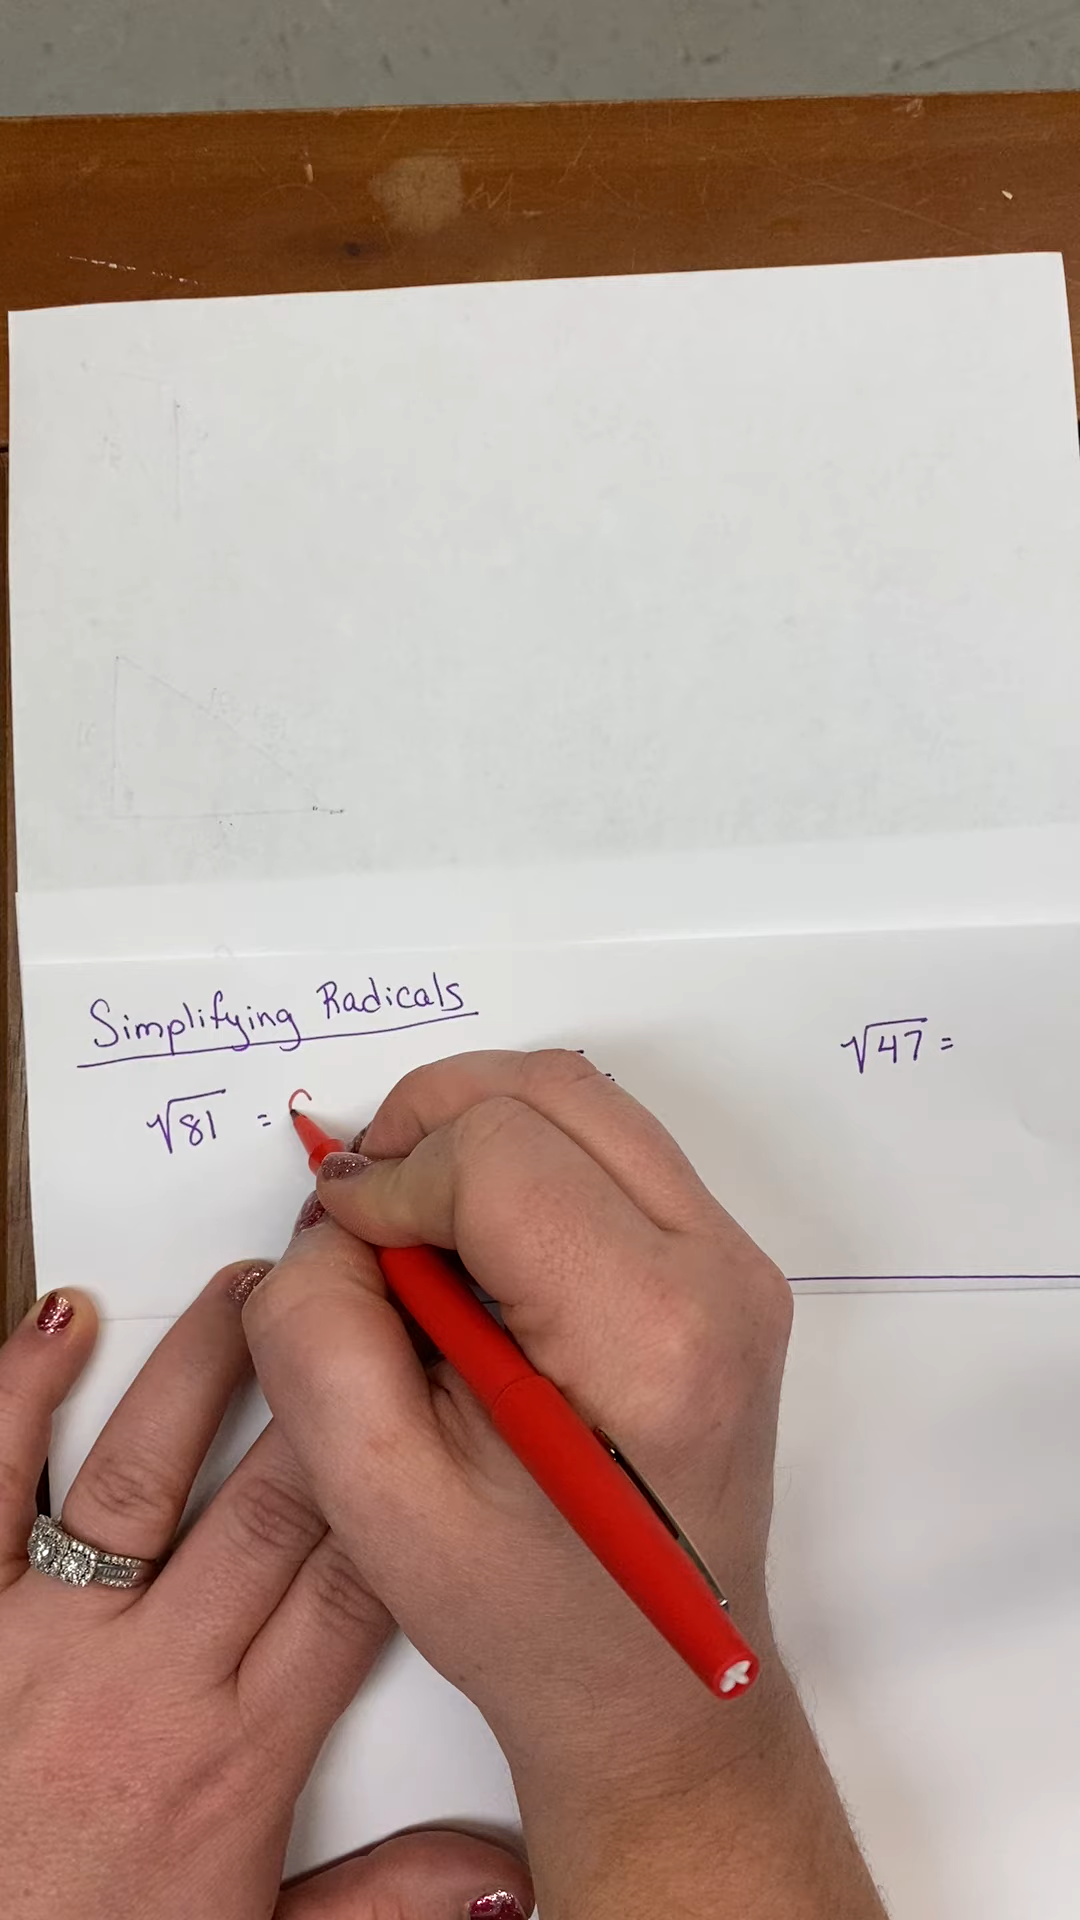 Simplifying Radicals
√81 =
√47 =